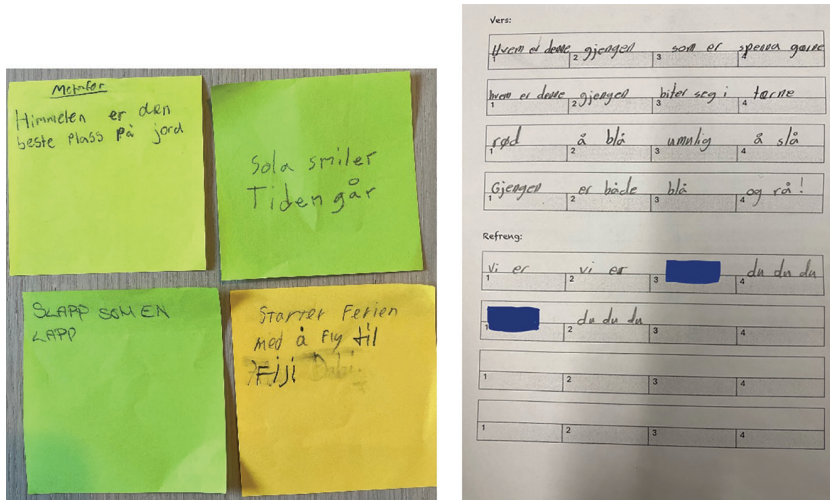 Metafor
Himmelen er den
beste plass på jord
Sola smiler
Tiden går
SLAPP SOM EN
LAPP
Starter Ferien
med å Fly til
Fiji
Vers:
Hvem er denne gjengen som er sperra gærne
1 2 3 4
hvem er denne gjengen biter seg i tærne
1 2 3 4
rød å blå umulig å slå
1 2 3 4
Gjengen er både blå og rå!
1 2 3 4
Refreng:
vi er vi er du du du
1 2 3 4
du du du
1 2 3 4
1 2 3 4
1 2 3 4